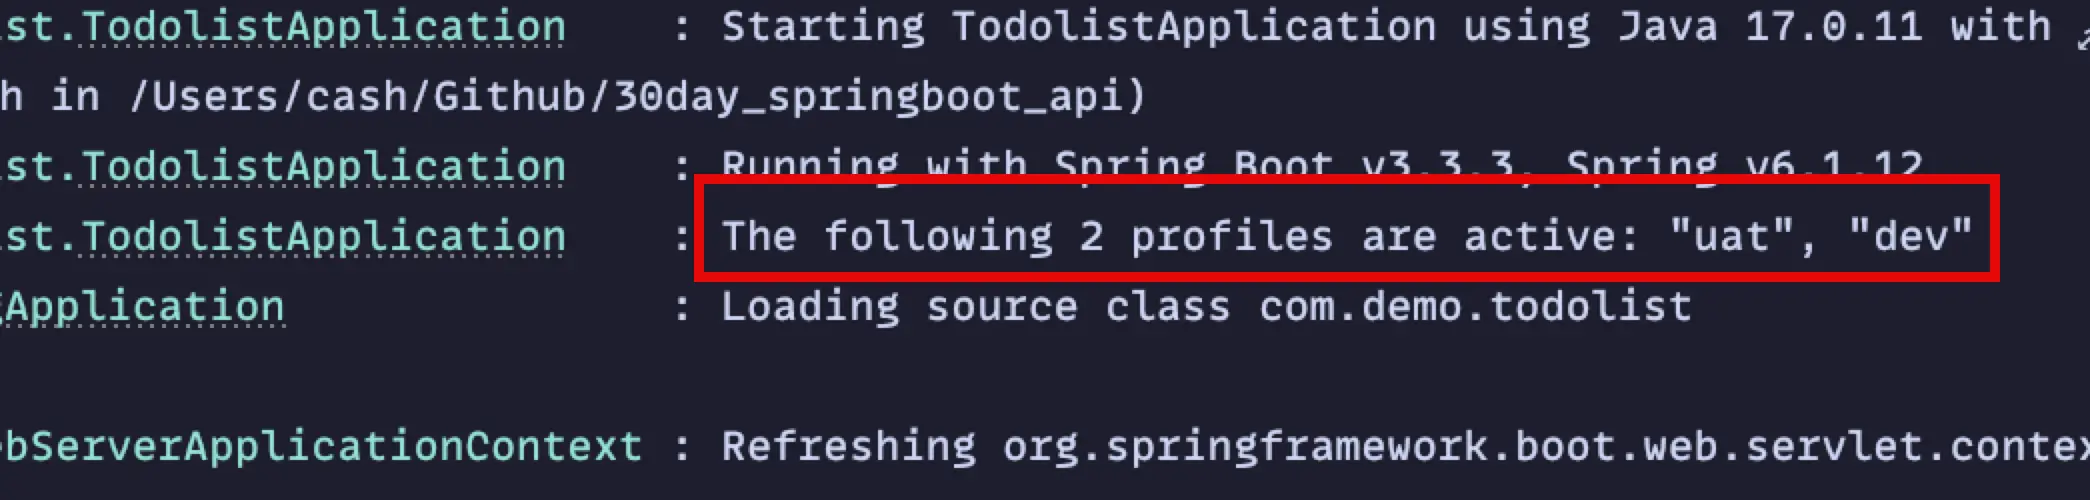 st.TodolistApplication : Starting TodolistApplication using Java 17.0.11 with
h in /Users/cash/Github/30day_springboot_api)
st.TodolistApplication : Running with Spring Boot v3.3.3, Spring v6.1.12
st.TodolistApplication : The following 2 profiles are active: "uat", "dev"
gApplication : Loading source class com.demo.todolist
bServerApplicationContext : Refreshing org.springframework.boot.web.servlet.contex